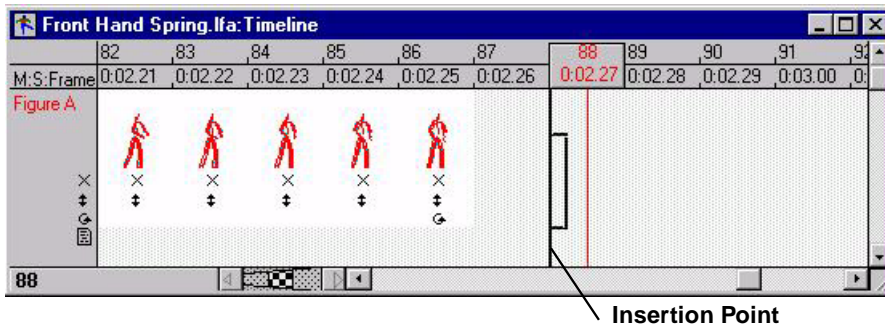 Front Hand Spring.lfa:Timeline
82 83 84 85 86 87 88 89 90 91 92
M:S:Frame 0:02.21 0:02.22 0:02.23 0:02.24 0:02.25 0:02.26 0:02.27 0:02.28 0:02.29 0:03.00 0:
Figure A
88
Insertion Point